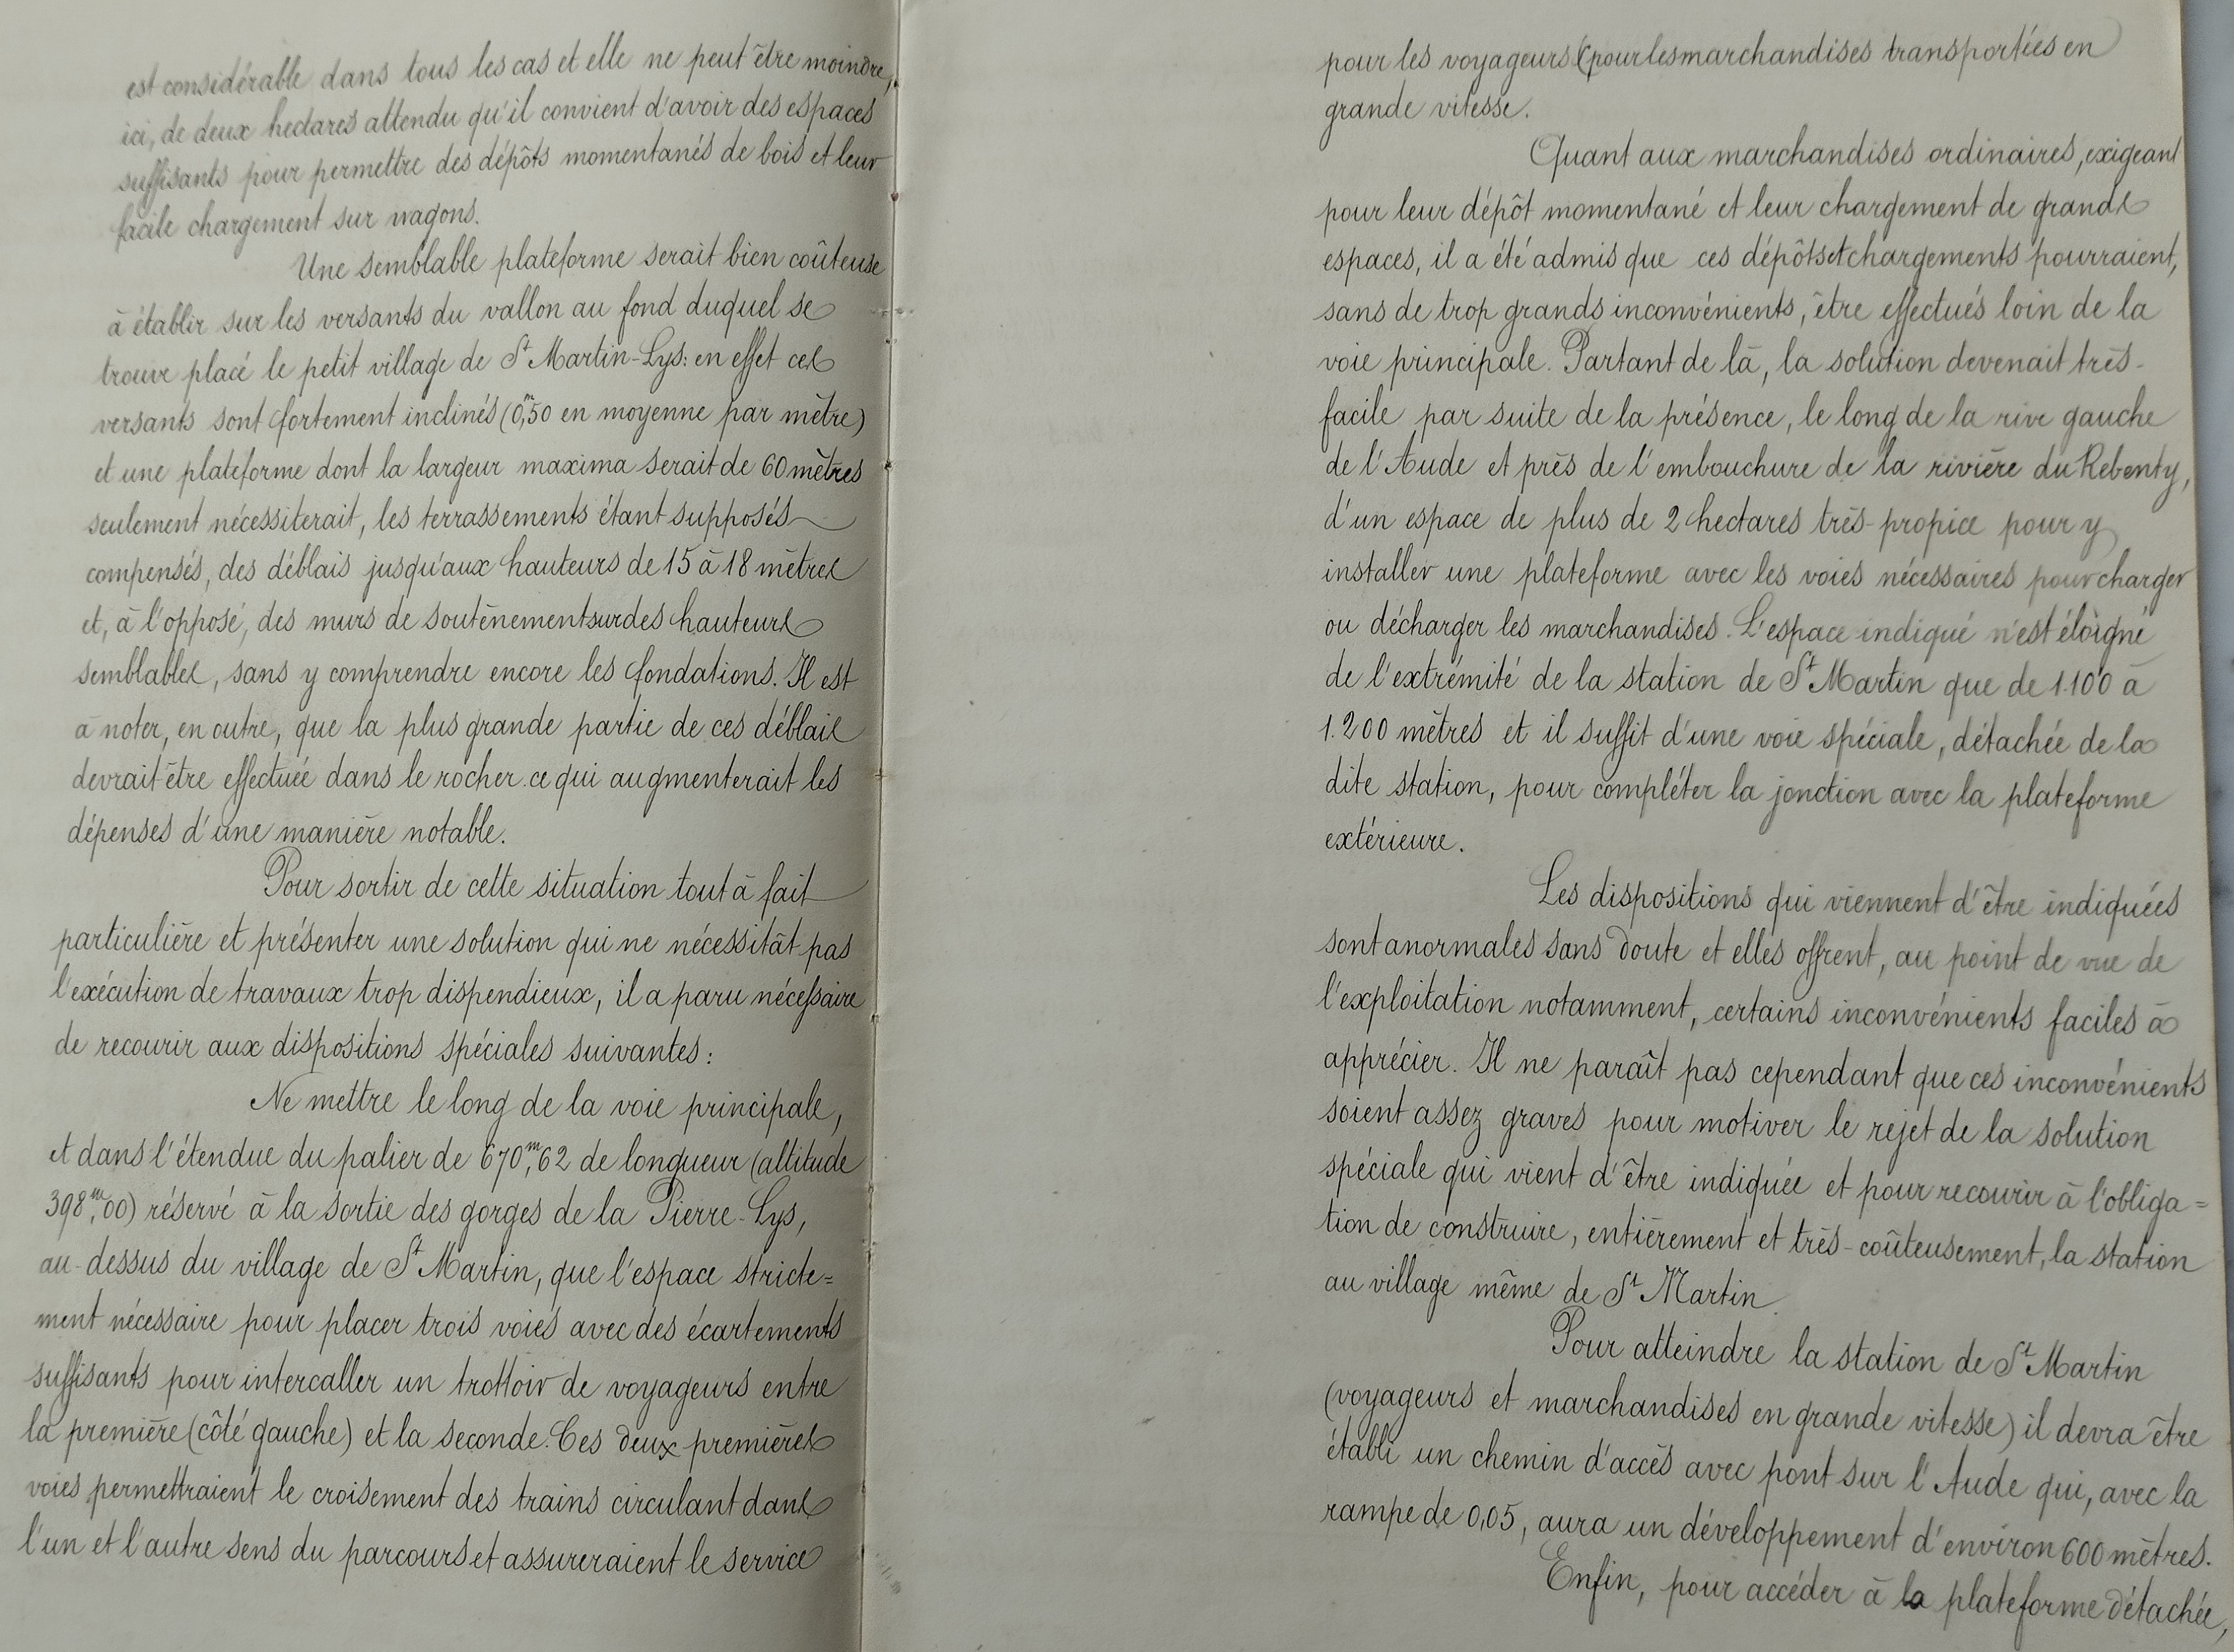 est considérable dans tous les cas et elle ne peut être moindre,
ici, de deux hectares attendu qu'il convient d'avoir des espaces
suffisants pour permettre des dépôts momentanés de bois et leur
facile chargement sur wagons.
Une semblable plateforme serait bien coûteuse
à établir sur les versants du vallon au fond duquel se
trouve placé le petit village de St Martin-Lys: en effet ces
versants sont fortement inclinés (0,m50 en moyenne par mètre)
et une plateforme dont la largeur maxima serait de 60 mètres
seulement nécessiterait, les terrassements étant supposés
compensés, des déblais jusqu'aux hauteurs de 15 à 18 mètres
et, à l'opposé, des murs de soutènement sur des hauteurs
semblables, sans y comprendre encore les fondations. Il est
à noter, en outre, que la plus grande partie de ces déblais
devrait être effectuée dans le rocher ce qui augmenterait les
dépenses d'une manière notable.
Pour sortir de cette situation tout à fait
particulière et présenter une solution qui ne nécessitât pas
l'exécution de travaux trop dispendieux, il a paru nécessaire
de recourir aux dispositions spéciales suivantes:
Ne mettre le long de la voie principale,
et dans l'étendue du palier de 670,m62 de longueur (altitude
398,m00) réservé à la sortie des gorges de la Pierre-Lys,
au-dessus du village de St Martin, que l'espace stricte=
ment nécessaire pour placer trois voies avec des écartements
suffisants pour intercaller un trottoir de voyageurs entre
la première (côté gauche) et la seconde. Ces deux premières
voies permettraient le croisement des trains circulant dans
l'un et l'autre sens du parcours et assureraient le service
pour les voyageurs (pour les marchandises transportées en
grande vitesse.
Quant aux marchandises ordinaires, exigeant
pour leur dépôt momentané et leur chargement de grands
espaces, il a été admis que ces dépôts et chargements pourraient,
sans de trop grands inconvénients, être effectués loin de la
voie principale. Partant de là, la solution devenait très-
facile par suite de la présence, le long de la rive gauche
de l'Aude et près de l'embouchure de la rivière du Rebenty,
d'un espace de plus de 2 hectares très-propice pour y
installer une plateforme avec les voies nécessaires pour charger
ou décharger les marchandises. L'espace indiqué n'est éloigné
de l'extrémité de la station de St Martin que de 1.100 à
1.200 mètres et il suffit d'une voie spéciale, détachée de la
dite station, pour compléter la jonction avec la plateforme
extérieure.
Les dispositions qui viennent d'être indiquées
sont anormales sans doute et elles offrent, au point de vue de
l'exploitation notamment, certains inconvénients faciles à
apprécier. Il ne paraît pas cependant que ces inconvénients
soient assez graves pour motiver le rejet de la solution
spéciale qui vient d'être indiquée et pour recourir à l'obliga=
tion de construire, entièrement et très-coûteusement, la station
au village même de St Martin.
Pour atteindre la station de St Martin
(voyageurs et marchandises en grande vitesse) il devra être
établi un chemin d'accès avec pont sur l'Aude qui, avec la
rampe de 0,05, aura un développement d'environ 600 mètres.
Enfin, pour accéder à la plateforme détachée,